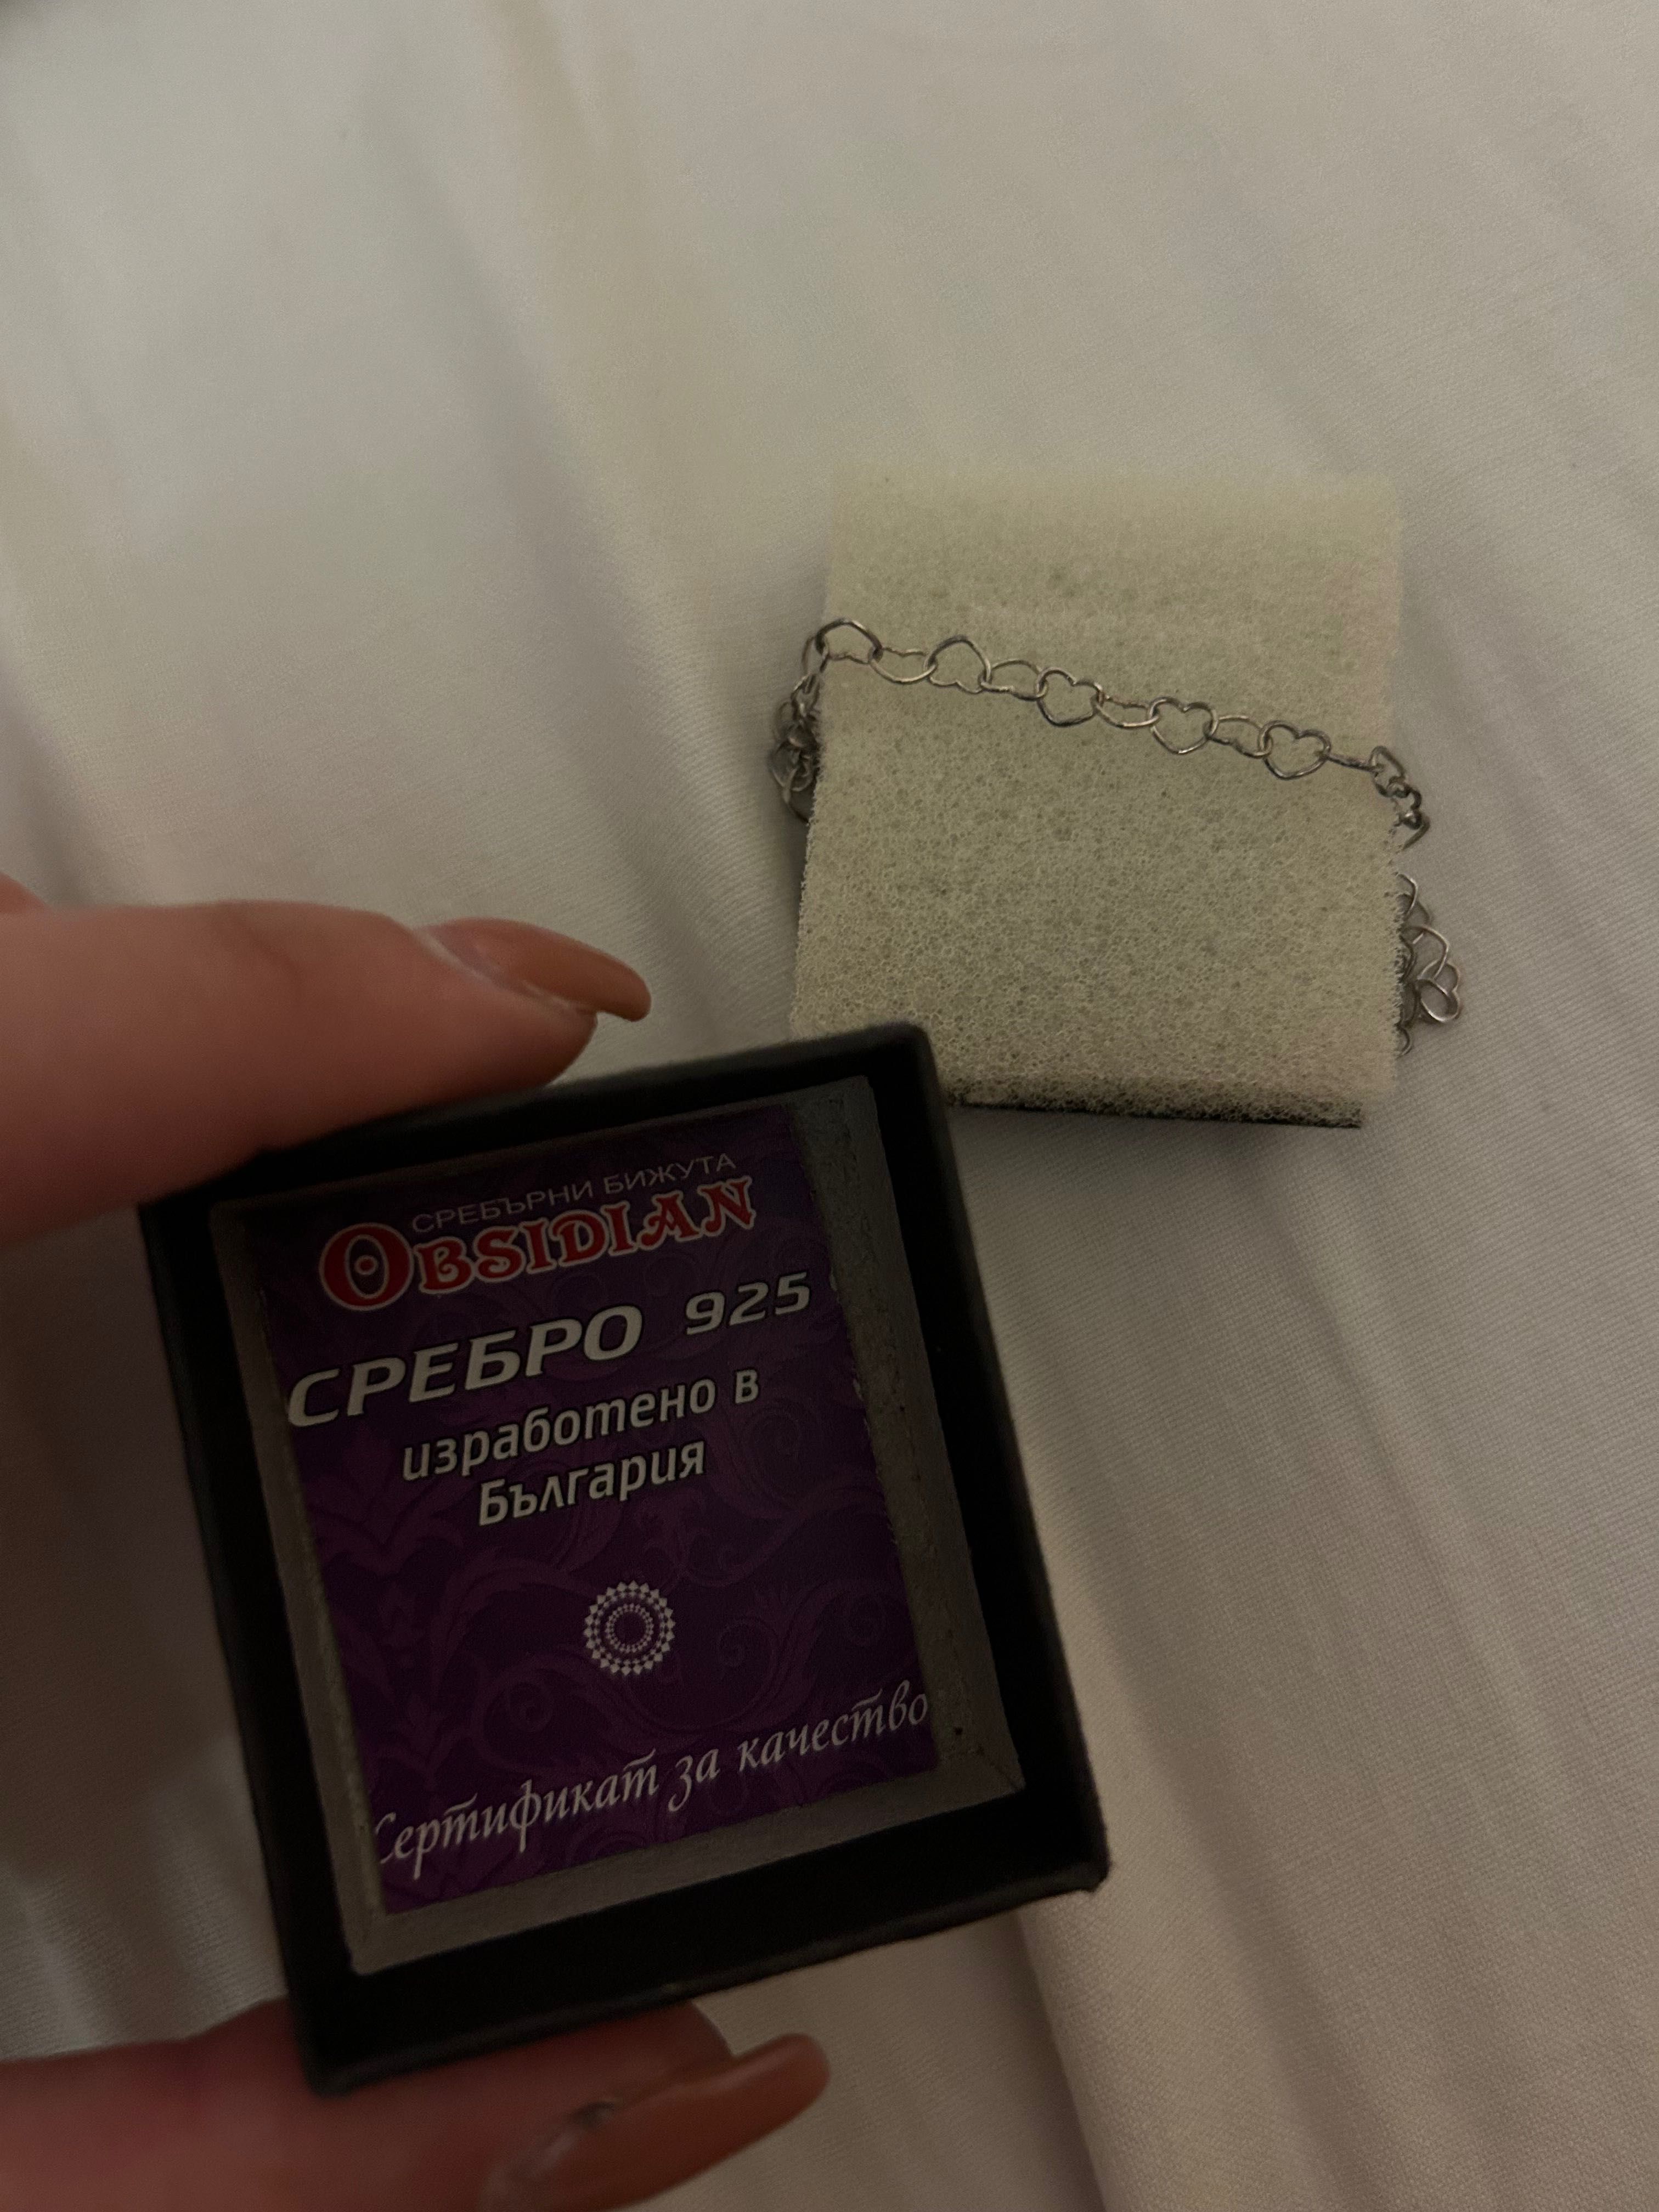 СРЕБЪРНИ БИЖУТА
OBSIDIAN
СРЕБРО 925
изработено в
България
Сертификат за качество